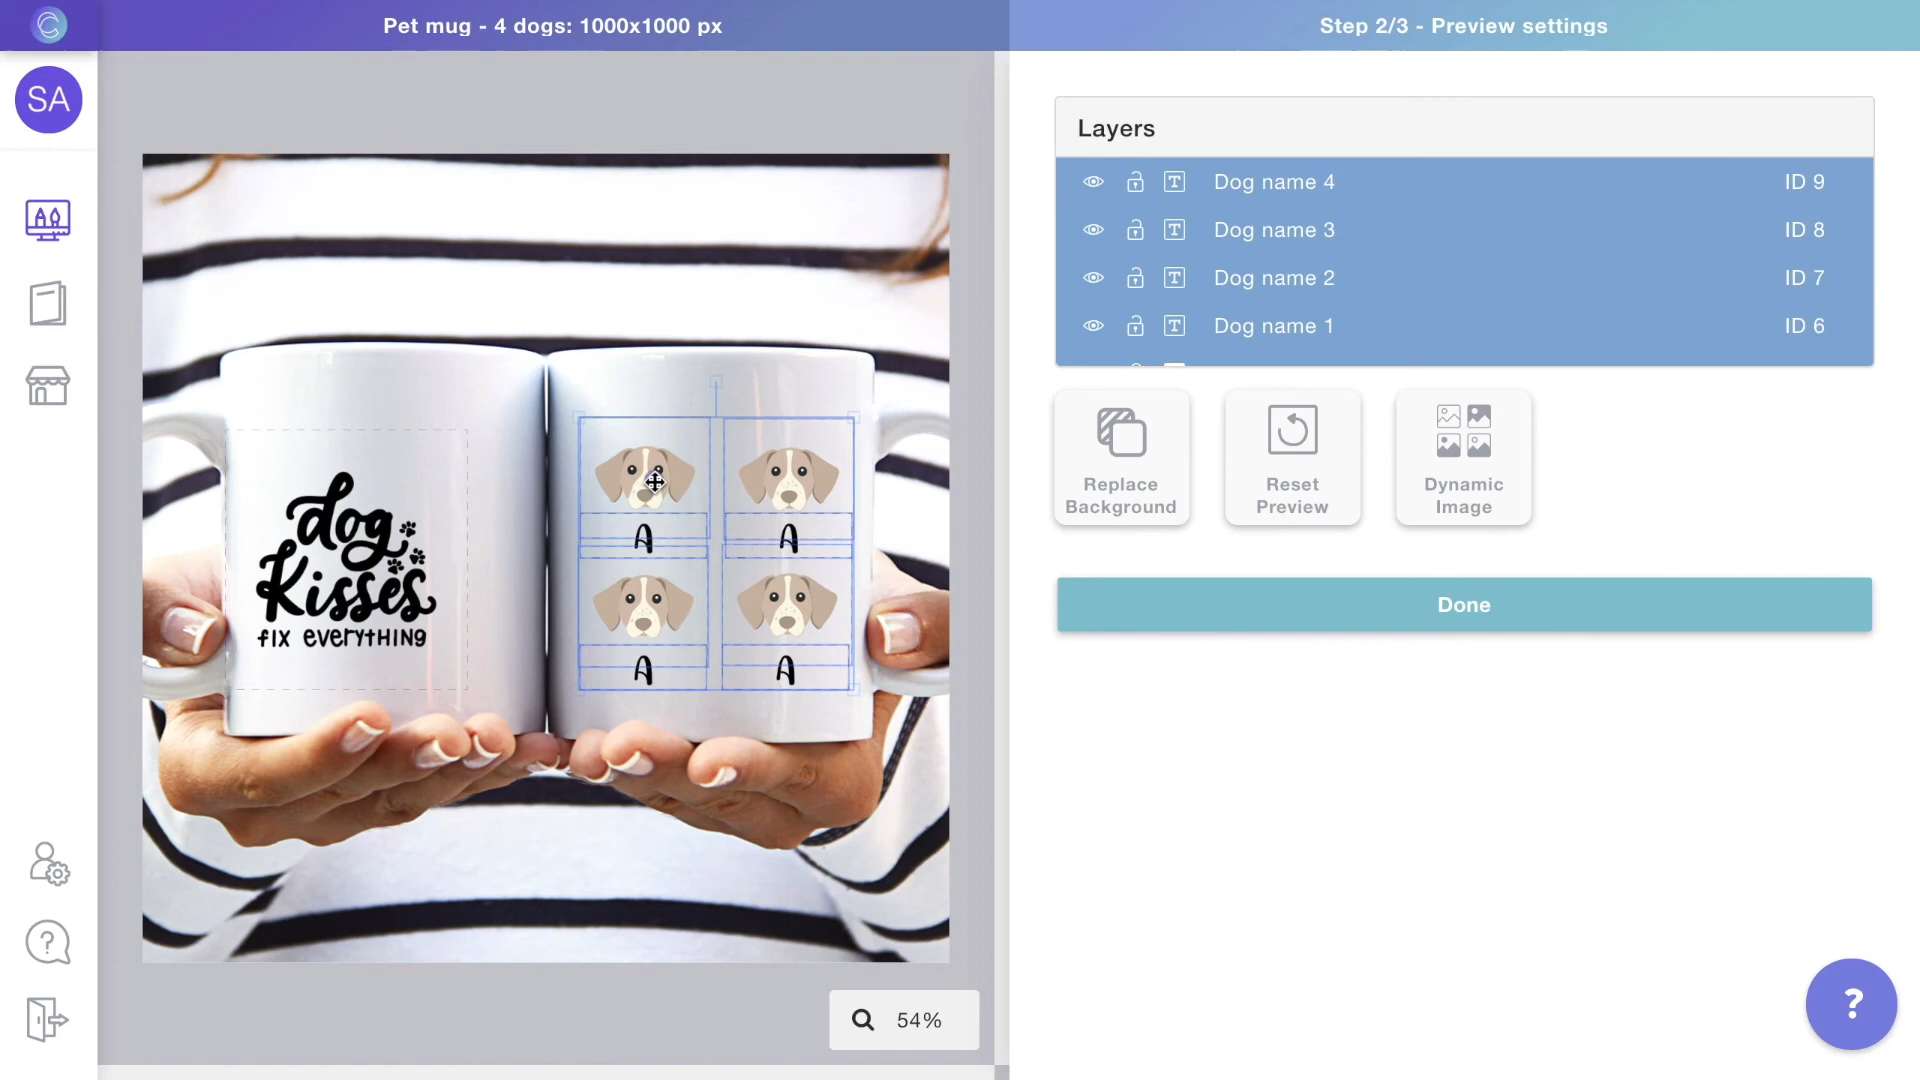 Pet mug - 4 dogs: 1000x1000 px
Step 2/3 - Preview settings
SA
Layers
Dog name 4 ID 9
Dog name 3 ID 8
Dog name 2 ID 7
Dog name 1 ID 6
Replace
Background
Reset
Preview
Dynamic
Image
Done
dog
Kisses
fix everything
A A
A A
54%
?